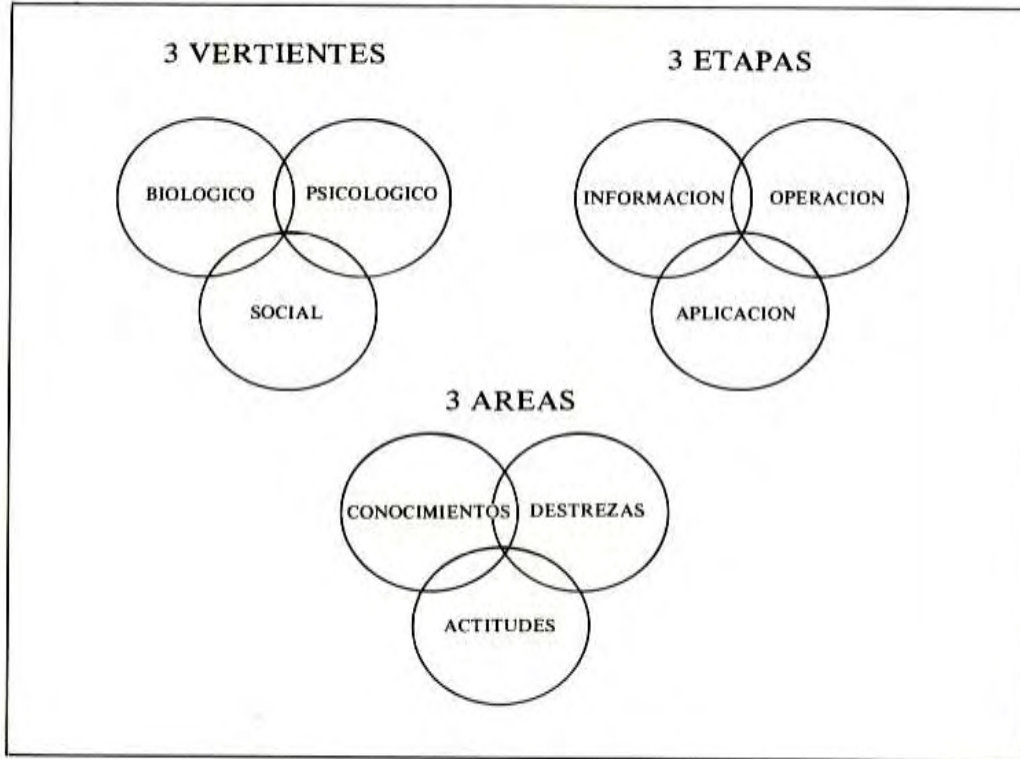 3 VERTIENTES
BIOLOGICO
PSICOLOGICO
SOCIAL
3 ETAPAS
INFORMACION
OPERACION
APLICACION
3 AREAS
CONOCIMIENTOS
DESTREZAS
ACTITUDES